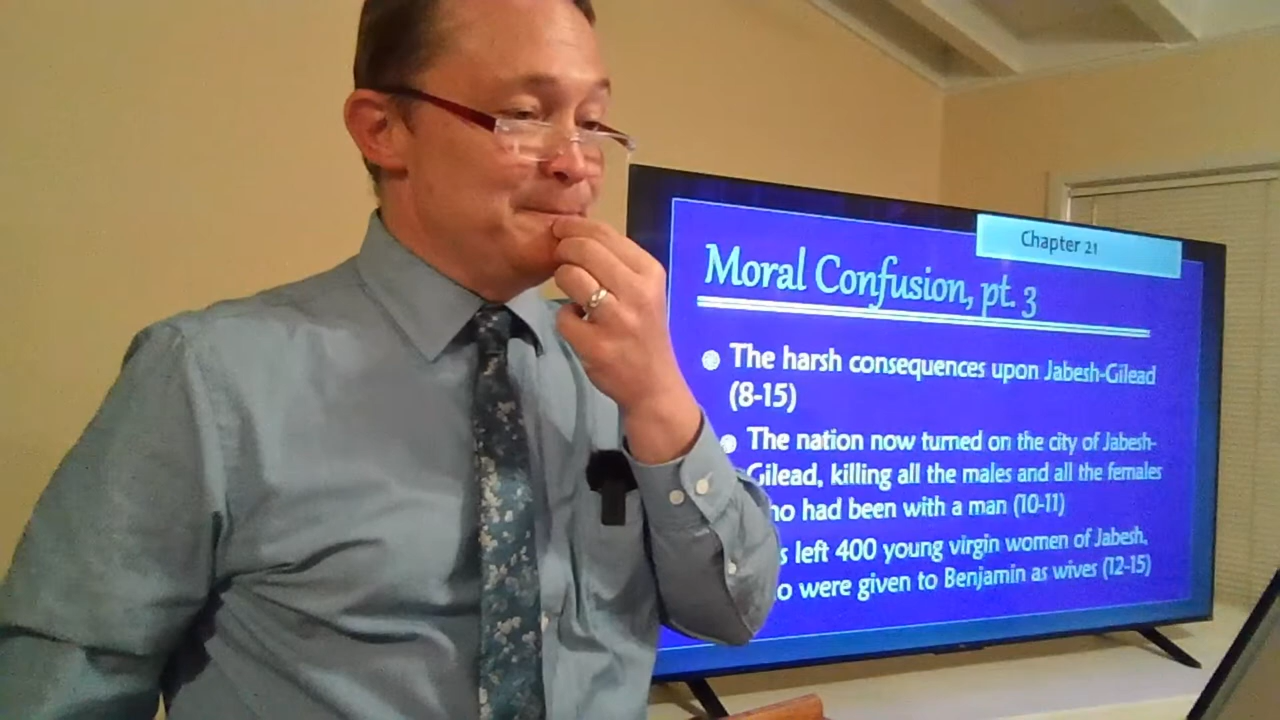 Chapter 21
Moral Confusion, pt. 3
The harsh consequences upon Jabesh-Gilead
(8-15)
The nation now turned on the city of Jabesh-
Gilead, killing all the males and all the females
had been with a man (10-11)
left 400 young virgin women of Jabesh,
were given to Benjamin as wives (12-15)